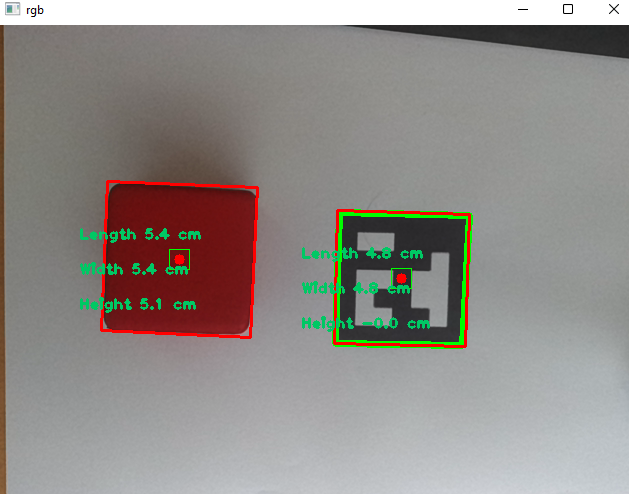 rgb
Length 5.4 cm
Width 5.4 cm
Height 5.1 cm
Length 4.8 cm
Width 4.8 cm
Height -0.0 cm